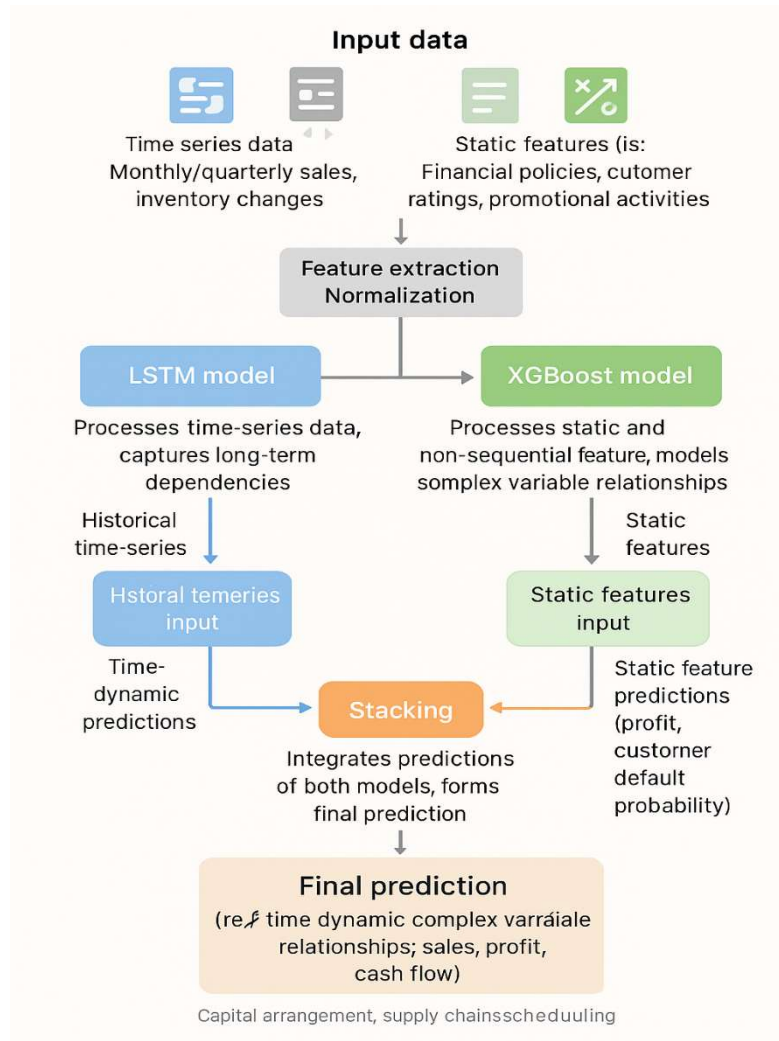 Input data
Time series data
Monthly/quarterly sales,
inventory changes
Static features (is:
Financial policies, cutomer
ratings, promotional activities
Feature extraction
Normalization
LSTM model
XGBoost model
Processes time-series data,
captures long-term
dependencies
Processes static and
non-sequential feature, models
somplex variable relationships
Historical
time-series
Static
features
Hstoral temeries
input
Static features
input
Time-
dynamic
predictions
Static feature
predictions
(profit,
custorner
default
probability)
Stacking
Integrates predictions
of both models, forms
final prediction
Final prediction
time dynamic complex varráiale
relationships; sales, profit,
cash flow)
Capital arrangement, supply chainsscheduuling